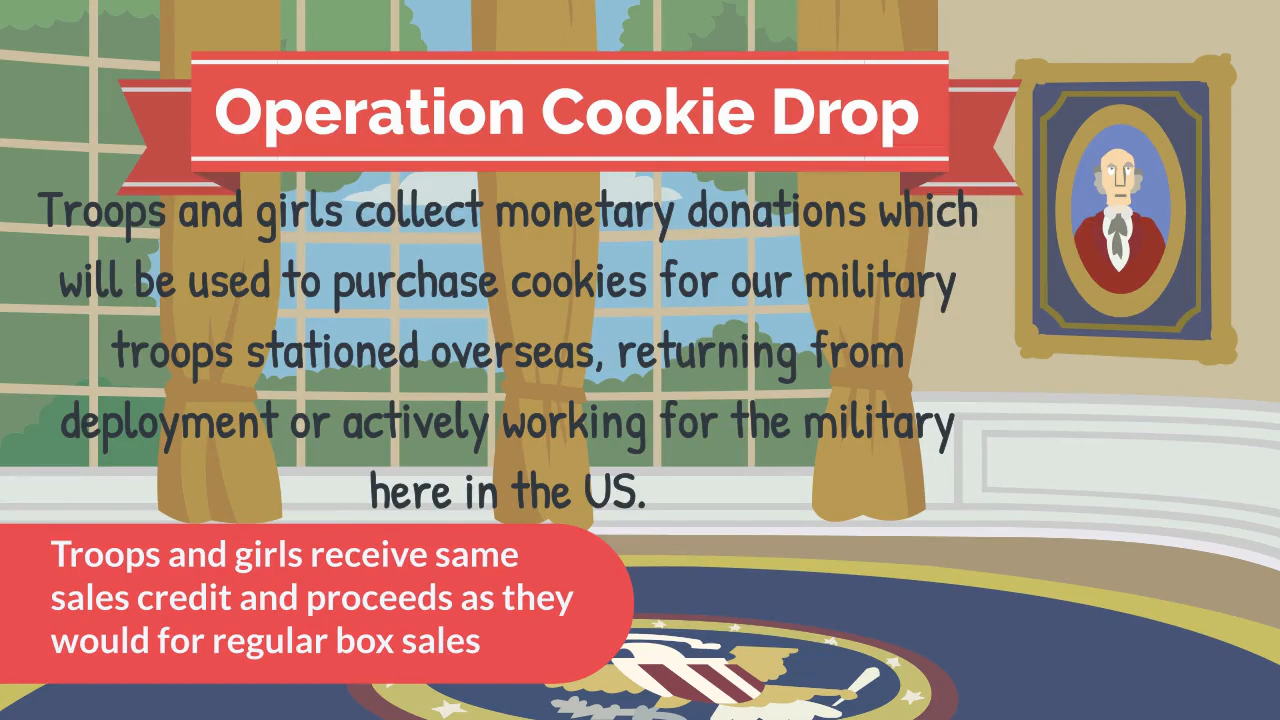 Operation Cookie Drop
Troops and girls collect monetary donations which
will be used to purchase cookies for our military
troops stationed overseas, returning from
deployment or actively working for the military
here in the US.
Troops and girls receive same
sales credit and proceeds as they
would for regular box sales